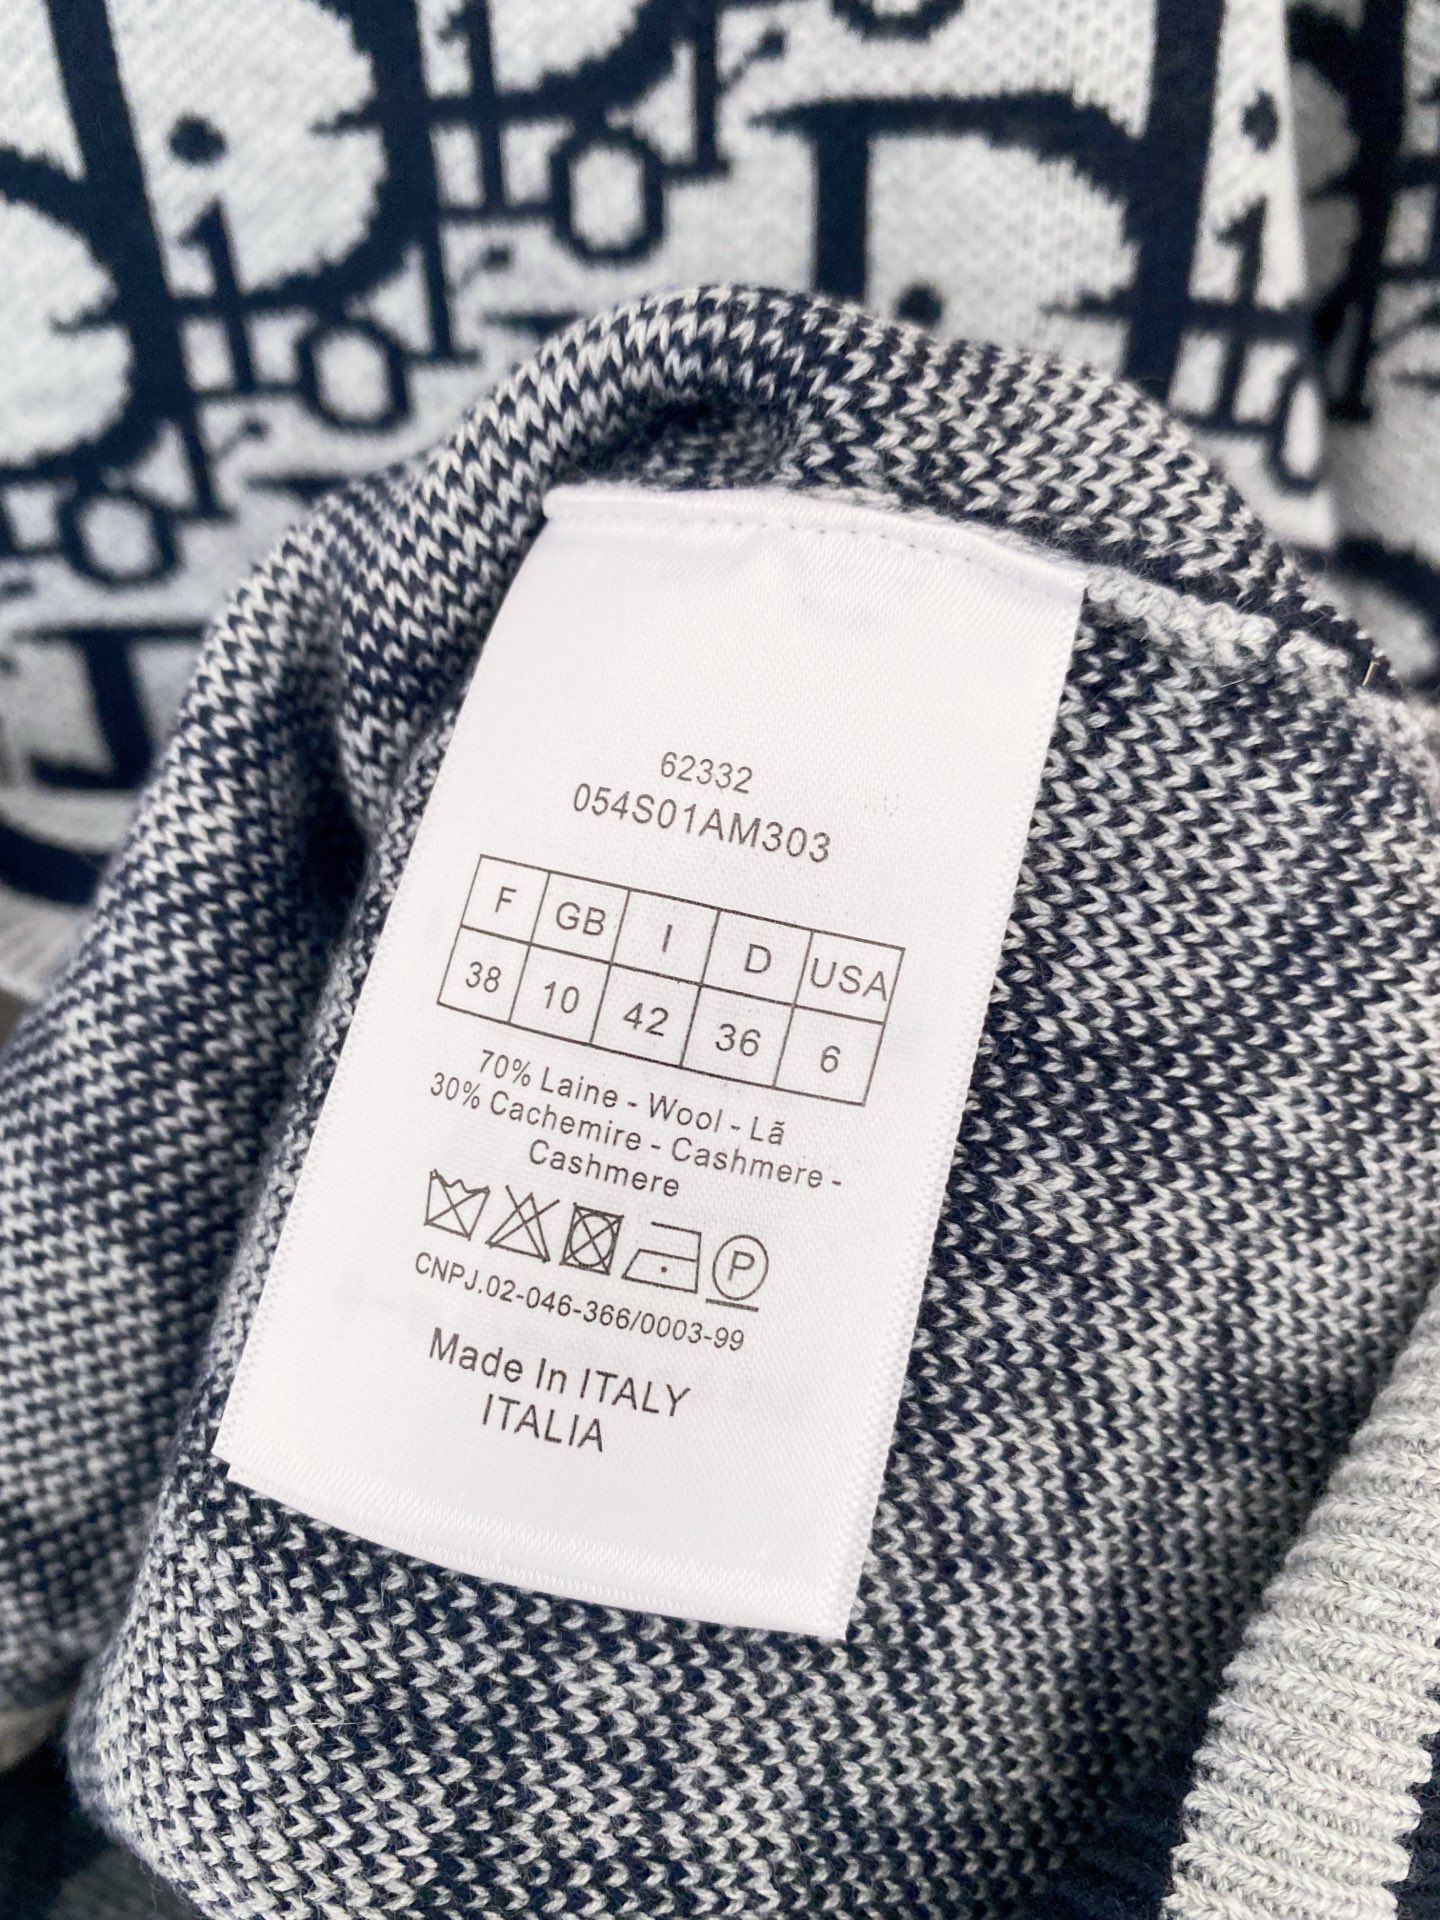 62332
054S01AM303
F GB I D USA
38 10 42 36 6
70% Laine - Wool - Lã
30% Cachemire - Cashmere -
Cashmere
P
CNPJ.02-046-366/0003-99
Made In ITALY
ITALIA